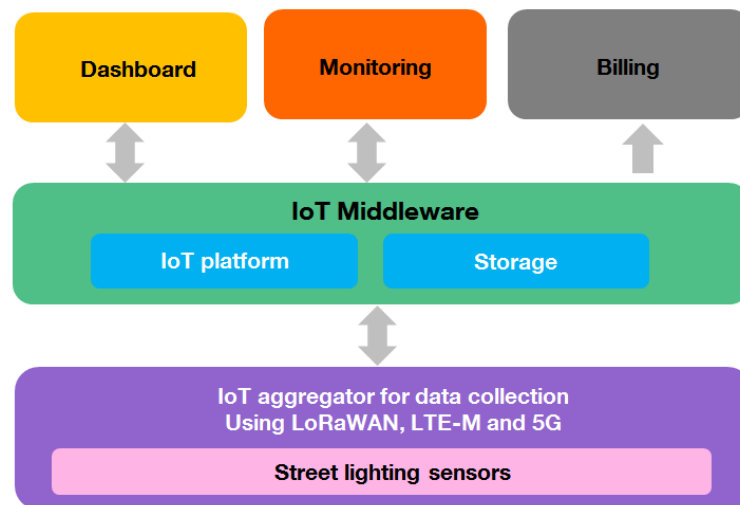 Dashboard
Monitoring
Billing
IoT Middleware
IoT platform
Storage
IoT aggregator for data collection
Using LoRaWAN, LTE-M and 5G
Street lighting sensors